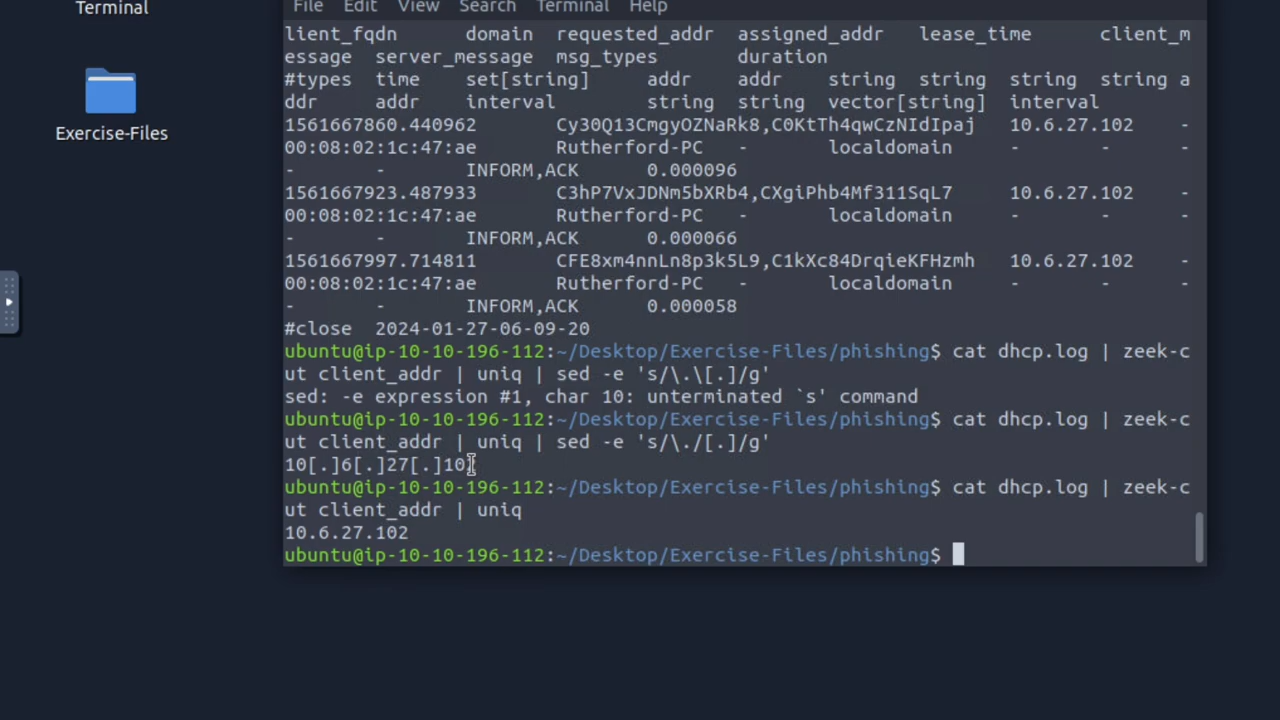 Terminal
Exercise-Files
File Edit View Search Terminal Help
lient_fqdn domain requested_addr assigned_addr lease_time client_m
essage server_message msg_types duration
#types time set[string] addr addr string string string string a
ddr addr interval string string vector[string] interval
1561667860.440962 Cy30Q13CmgyOZNaRk8,C0KtTh4qwCzNIdIpaj 10.6.27.102 -
00:08:02:1c:47:ae Rutherford-PC - localdomain - - -
- - INFORM,ACK 0.000096
1561667923.487933 C3hP7VxJDNm5bXRb4,CXgiPhb4Mf311SqL7 10.6.27.102 -
00:08:02:1c:47:ae Rutherford-PC - localdomain - - -
- - INFORM,ACK 0.000066
1561667997.714811 CFE8xm4nnLn8p3k5L9,C1kXc84DrqieKFHzmh 10.6.27.102 -
00:08:02:1c:47:ae Rutherford-PC - localdomain - - -
- - INFORM,ACK 0.000058
#close 2024-01-27-06-09-20
ubuntu@ip-10-10-196-112:~/Desktop/Exercise-Files/phishing$ cat dhcp.log | zeek-c
ut client_addr | uniq | sed -e 's/\.\[.]/g'
sed: -e expression #1, char 10: unterminated `s' command
ubuntu@ip-10-10-196-112:~/Desktop/Exercise-Files/phishing$ cat dhcp.log | zeek-c
ut client_addr | uniq | sed -e 's/\./[.]/g'
10[.]6[.]27[.]102
ubuntu@ip-10-10-196-112:~/Desktop/Exercise-Files/phishing$ cat dhcp.log | zeek-c
ut client_addr | uniq
10.6.27.102
ubuntu@ip-10-10-196-112:~/Desktop/Exercise-Files/phishing$